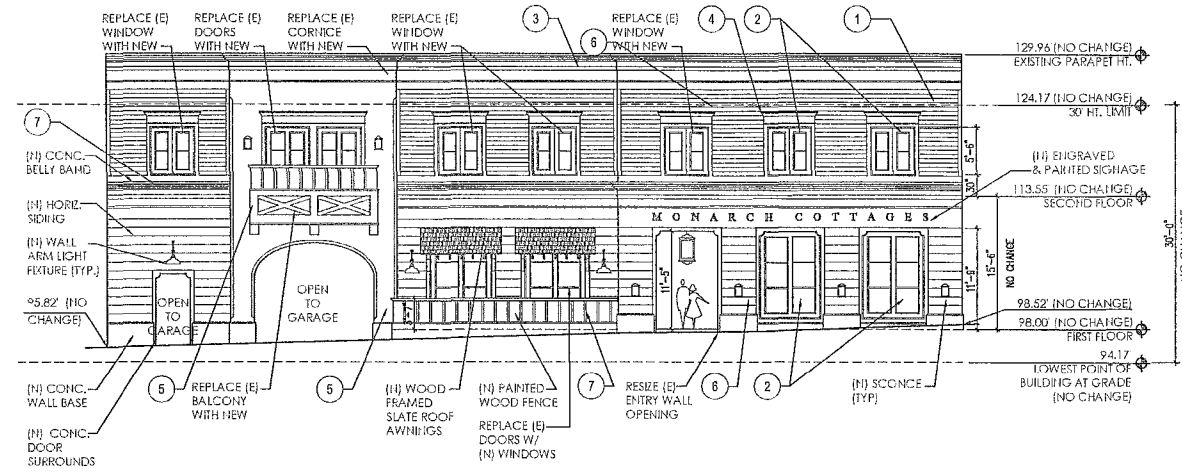 REPLACE (E)
WINDOW
WITH NEW
REPLACE (E)
DOORS
WITH NEW
REPLACE (E)
CORNICE
WITH NEW
REPLACE (E)
WINDOW
WITH NEW
3
6
REPLACE (E)
WINDOW
WITH NEW
4
2
1
129.96' (NO CHANGE)
EXISTING PARAPET HT.
124.17 (NO CHANGE)
30' HT. LIMIT
7
(N) CONC.
BELLY BAND
(N) HORIZ.
SIDING
(N) WALL
ARM LIGHT
FIXTURE (TYP.)
95.82' (NO
CHANGE)
5'-6"
30"
(N) ENGRAVED
& PAINTED SIGNAGE
113.55 (NO CHANGE)
SECOND FLOOR
MONARCH COTTAGES
OPEN
TO
GARAGE
OPEN
TO
GARAGE
11'-5"
11'-9"
15'-6"
NO CHANGE
30'-0"
98.52' (NO CHANGE)
98.00' (NO CHANGE)
FIRST FLOOR
94.17'
LOWEST POINT OF
BUILDING AT GRADE
(NO CHANGE)
(N) CONC.
WALL BASE
(N) CONC.
DOOR
SURROUNDS
5
REPLACE (E)
BALCONY
WITH NEW
5
(N) WOOD
FRAMED
SLATE ROOF
AWNINGS
(N) PAINTED
WOOD FENCE
REPLACE (E)
DOORS W/
(N) WINDOWS
7
RESIZE (E)
ENTRY WALL
OPENING
6
2
(N) SCONCE
(TYP)